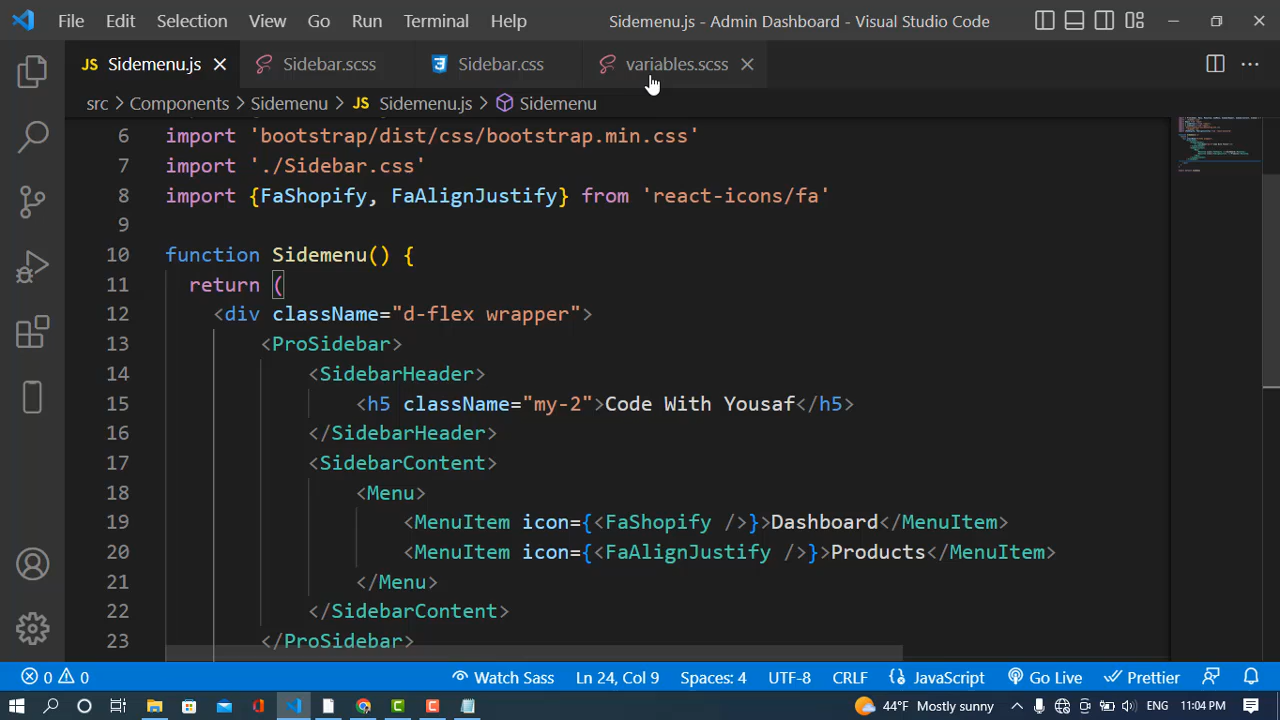 File Edit Selection View Go Run Terminal Help Sidemenu.js - Admin Dashboard - Visual Studio Code
JS Sidemenu.js Sidebar.scss Sidebar.css variables.scss
src > Components > Sidemenu > JS Sidemenu.js > Sidemenu
6 import 'bootstrap/dist/css/bootstrap.min.css'
7 import './Sidebar.css'
8 import {FaShopify, FaAlignJustify} from 'react-icons/fa'
9
10 function Sidemenu() {
11 return (
12 <div className="d-flex wrapper">
13 <ProSidebar>
14 <SidebarHeader>
15 <h5 className="my-2">Code With Yousaf</h5>
16 </SidebarHeader>
17 <SidebarContent>
18 <Menu>
19 <MenuItem icon={<FaShopify />}>Dashboard</MenuItem>
20 <MenuItem icon={<FaAlignJustify />}>Products</MenuItem>
21 </Menu>
22 </SidebarContent>
23 </ProSidebar>
0 0 Watch Sass Ln 24, Col 9 Spaces: 4 UTF-8 CRLF JavaScript Go Live Prettier
44°F Mostly sunny ENG 11:04 PM